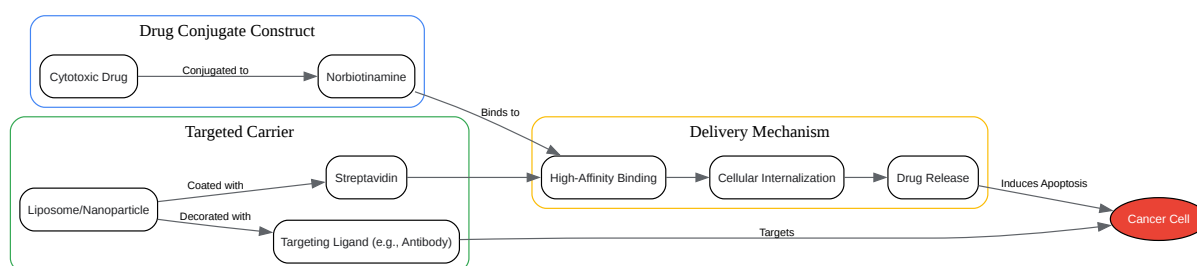 Drug Conjugate Construct
Cytotoxic Drug
Conjugated to
Norbiotinamine
Binds to
Targeted Carrier
Liposome/Nanoparticle
Coated with
Streptavidin
Decorated with
Targeting Ligand (e.g., Antibody)
Targets
Delivery Mechanism
High-Affinity Binding
Cellular Internalization
Drug Release
Induces Apoptosis
Cancer Cell